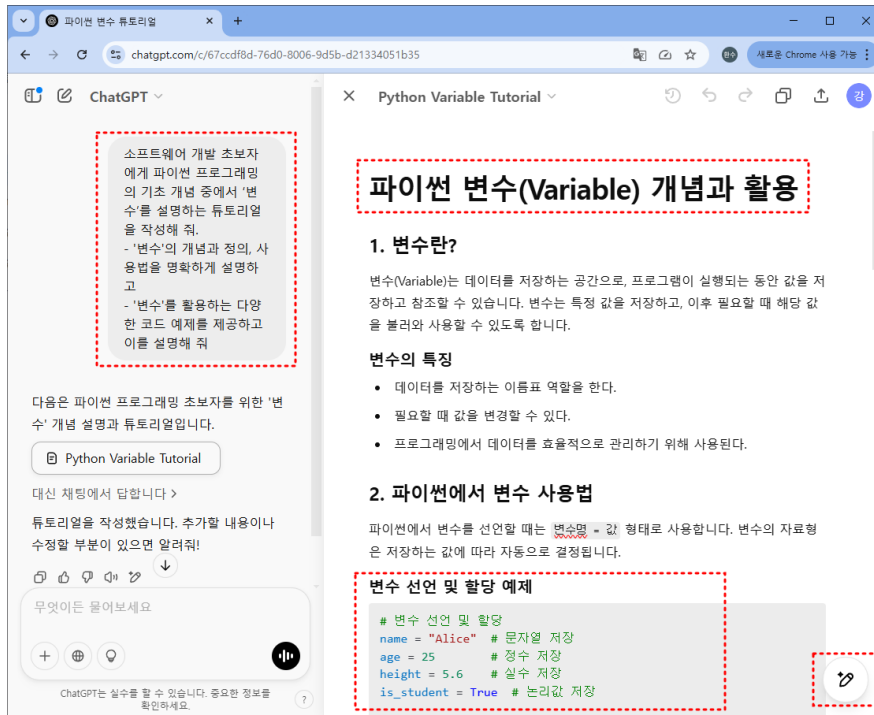 파이썬 변수 튜토리얼
chatgpt.com/c/67ccdf8d-76d0-8006-9d5b-d21334051b35
한수
새로운 Chrome 사용 가능
ChatGPT
소프트웨어 개발 초보자
에게 파이썬 프로그래밍
의 기초 개념 중에서 '변
수'를 설명하는 튜토리얼
을 작성해 줘.
- '변수'의 개념과 정의, 사
용법을 명확하게 설명하
고
- '변수'를 활용하는 다양
한 코드 예제를 제공하고
이를 설명해 줘
다음은 파이썬 프로그래밍 초보자를 위한 '변
수' 개념 설명과 튜토리얼입니다.
Python Variable Tutorial
대신 채팅에서 답합니다 >
튜토리얼을 작성했습니다. 추가할 내용이나
수정할 부분이 있으면 알려줘!
무엇이든 물어보세요
ChatGPT는 실수를 할 수 있습니다. 중요한 정보를
확인하세요.
?
Python Variable Tutorial
강
파이썬 변수(Variable) 개념과 활용
1. 변수란?
변수(Variable)는 데이터를 저장하는 공간으로, 프로그램이 실행되는 동안 값을 저
장하고 참조할 수 있습니다. 변수는 특정 값을 저장하고, 이후 필요할 때 해당 값
을 불러와 사용할 수 있도록 합니다.
변수의 특징
• 데이터를 저장하는 이름표 역할을 한다.
• 필요할 때 값을 변경할 수 있다.
• 프로그래밍에서 데이터를 효율적으로 관리하기 위해 사용된다.
2. 파이썬에서 변수 사용법
파이썬에서 변수를 선언할 때는 변수명 = 값 형태로 사용합니다. 변수의 자료형
은 저장하는 값에 따라 자동으로 결정됩니다.
변수 선언 및 할당 예제
# 변수 선언 및 할당
name = "Alice" # 문자열 저장
age = 25 # 정수 저장
height = 5.6 # 실수 저장
is_student = True # 논리값 저장